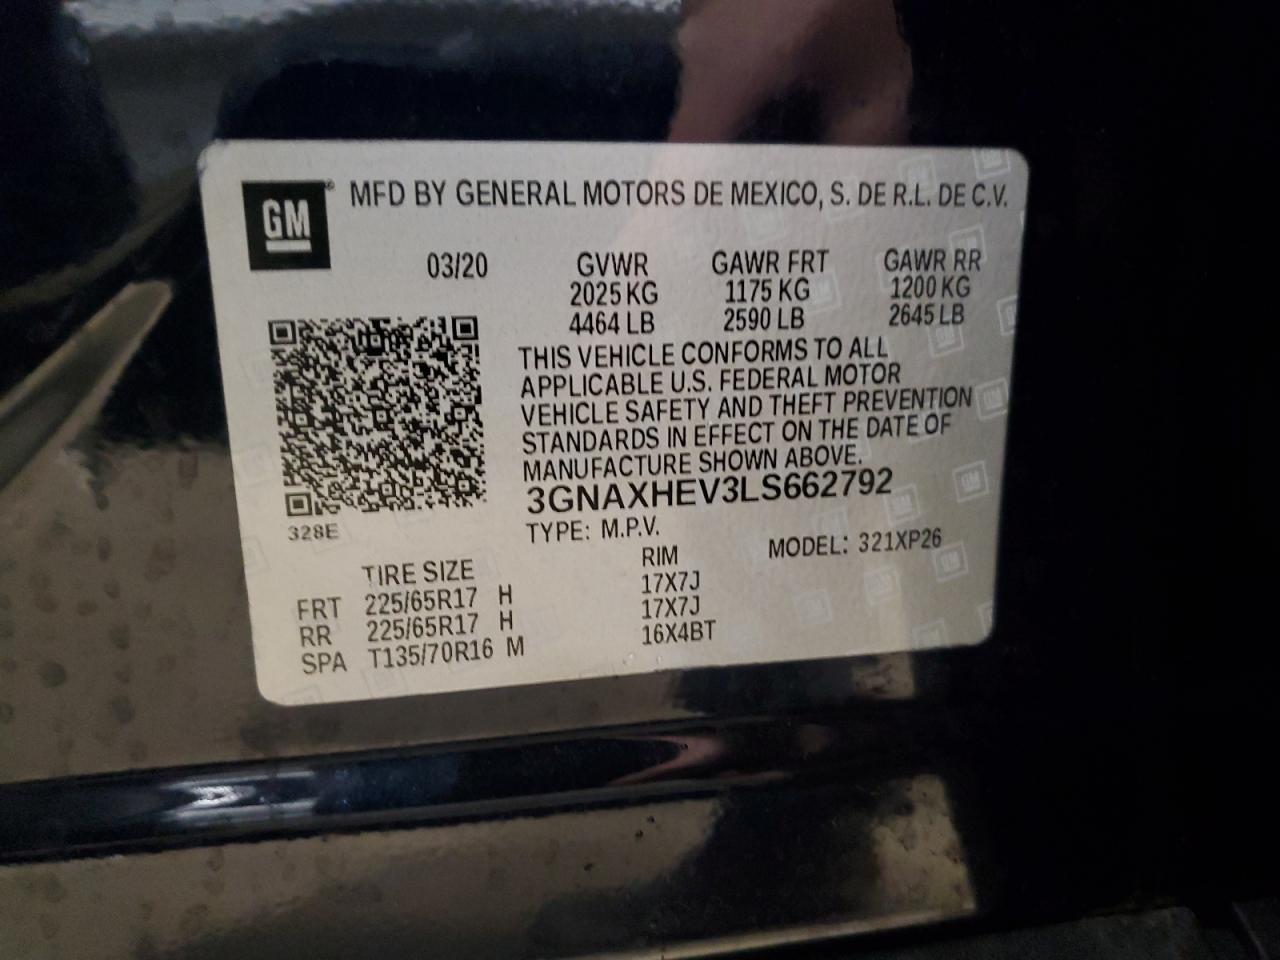 GM
MFD BY GENERAL MOTORS DE MEXICO, S. DE R.L. DE C.V.
03/20 GVWR GAWR FRT GAWR RR
2025 KG 1175 KG 1200 KG
4464 LB 2590 LB 2645 LB
THIS VEHICLE CONFORMS TO ALL
APPLICABLE U.S. FEDERAL MOTOR
VEHICLE SAFETY AND THEFT PREVENTION
STANDARDS IN EFFECT ON THE DATE OF
MANUFACTURE SHOWN ABOVE.
3GNAXHEV3LS662792
328E
TYPE: M.P.V. MODEL: 321XP26
TIRE SIZE RIM
FRT 225/65R17 H 17X7J
RR 225/65R17 H 17X7J
SPA T135/70R16 M 16X4BT